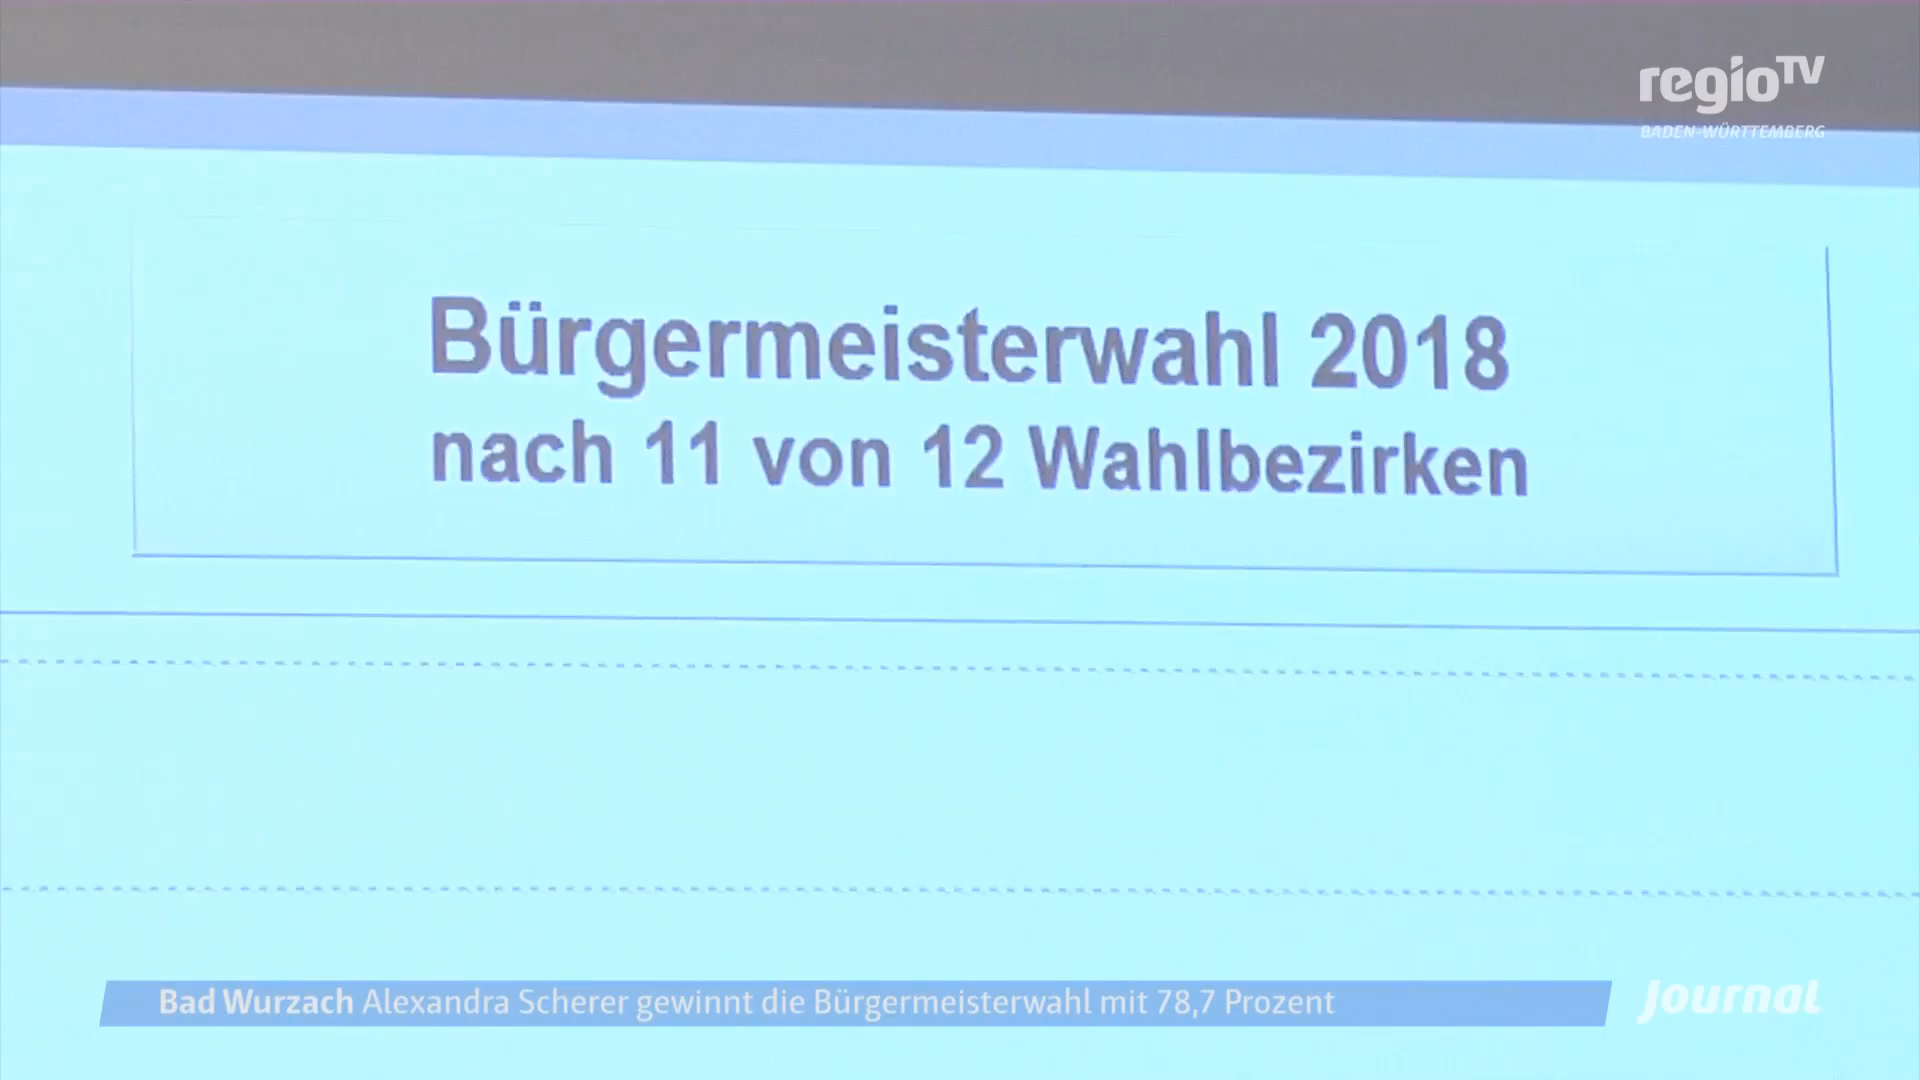 regioTV
BADEN-WÜRTTEMBERG
Bürgermeisterwahl 2018
nach 11 von 12 Wahlbezirken
Bad Wurzach Alexandra Scherer gewinnt die Bürgermeisterwahl mit 78,7 Prozent
Journal